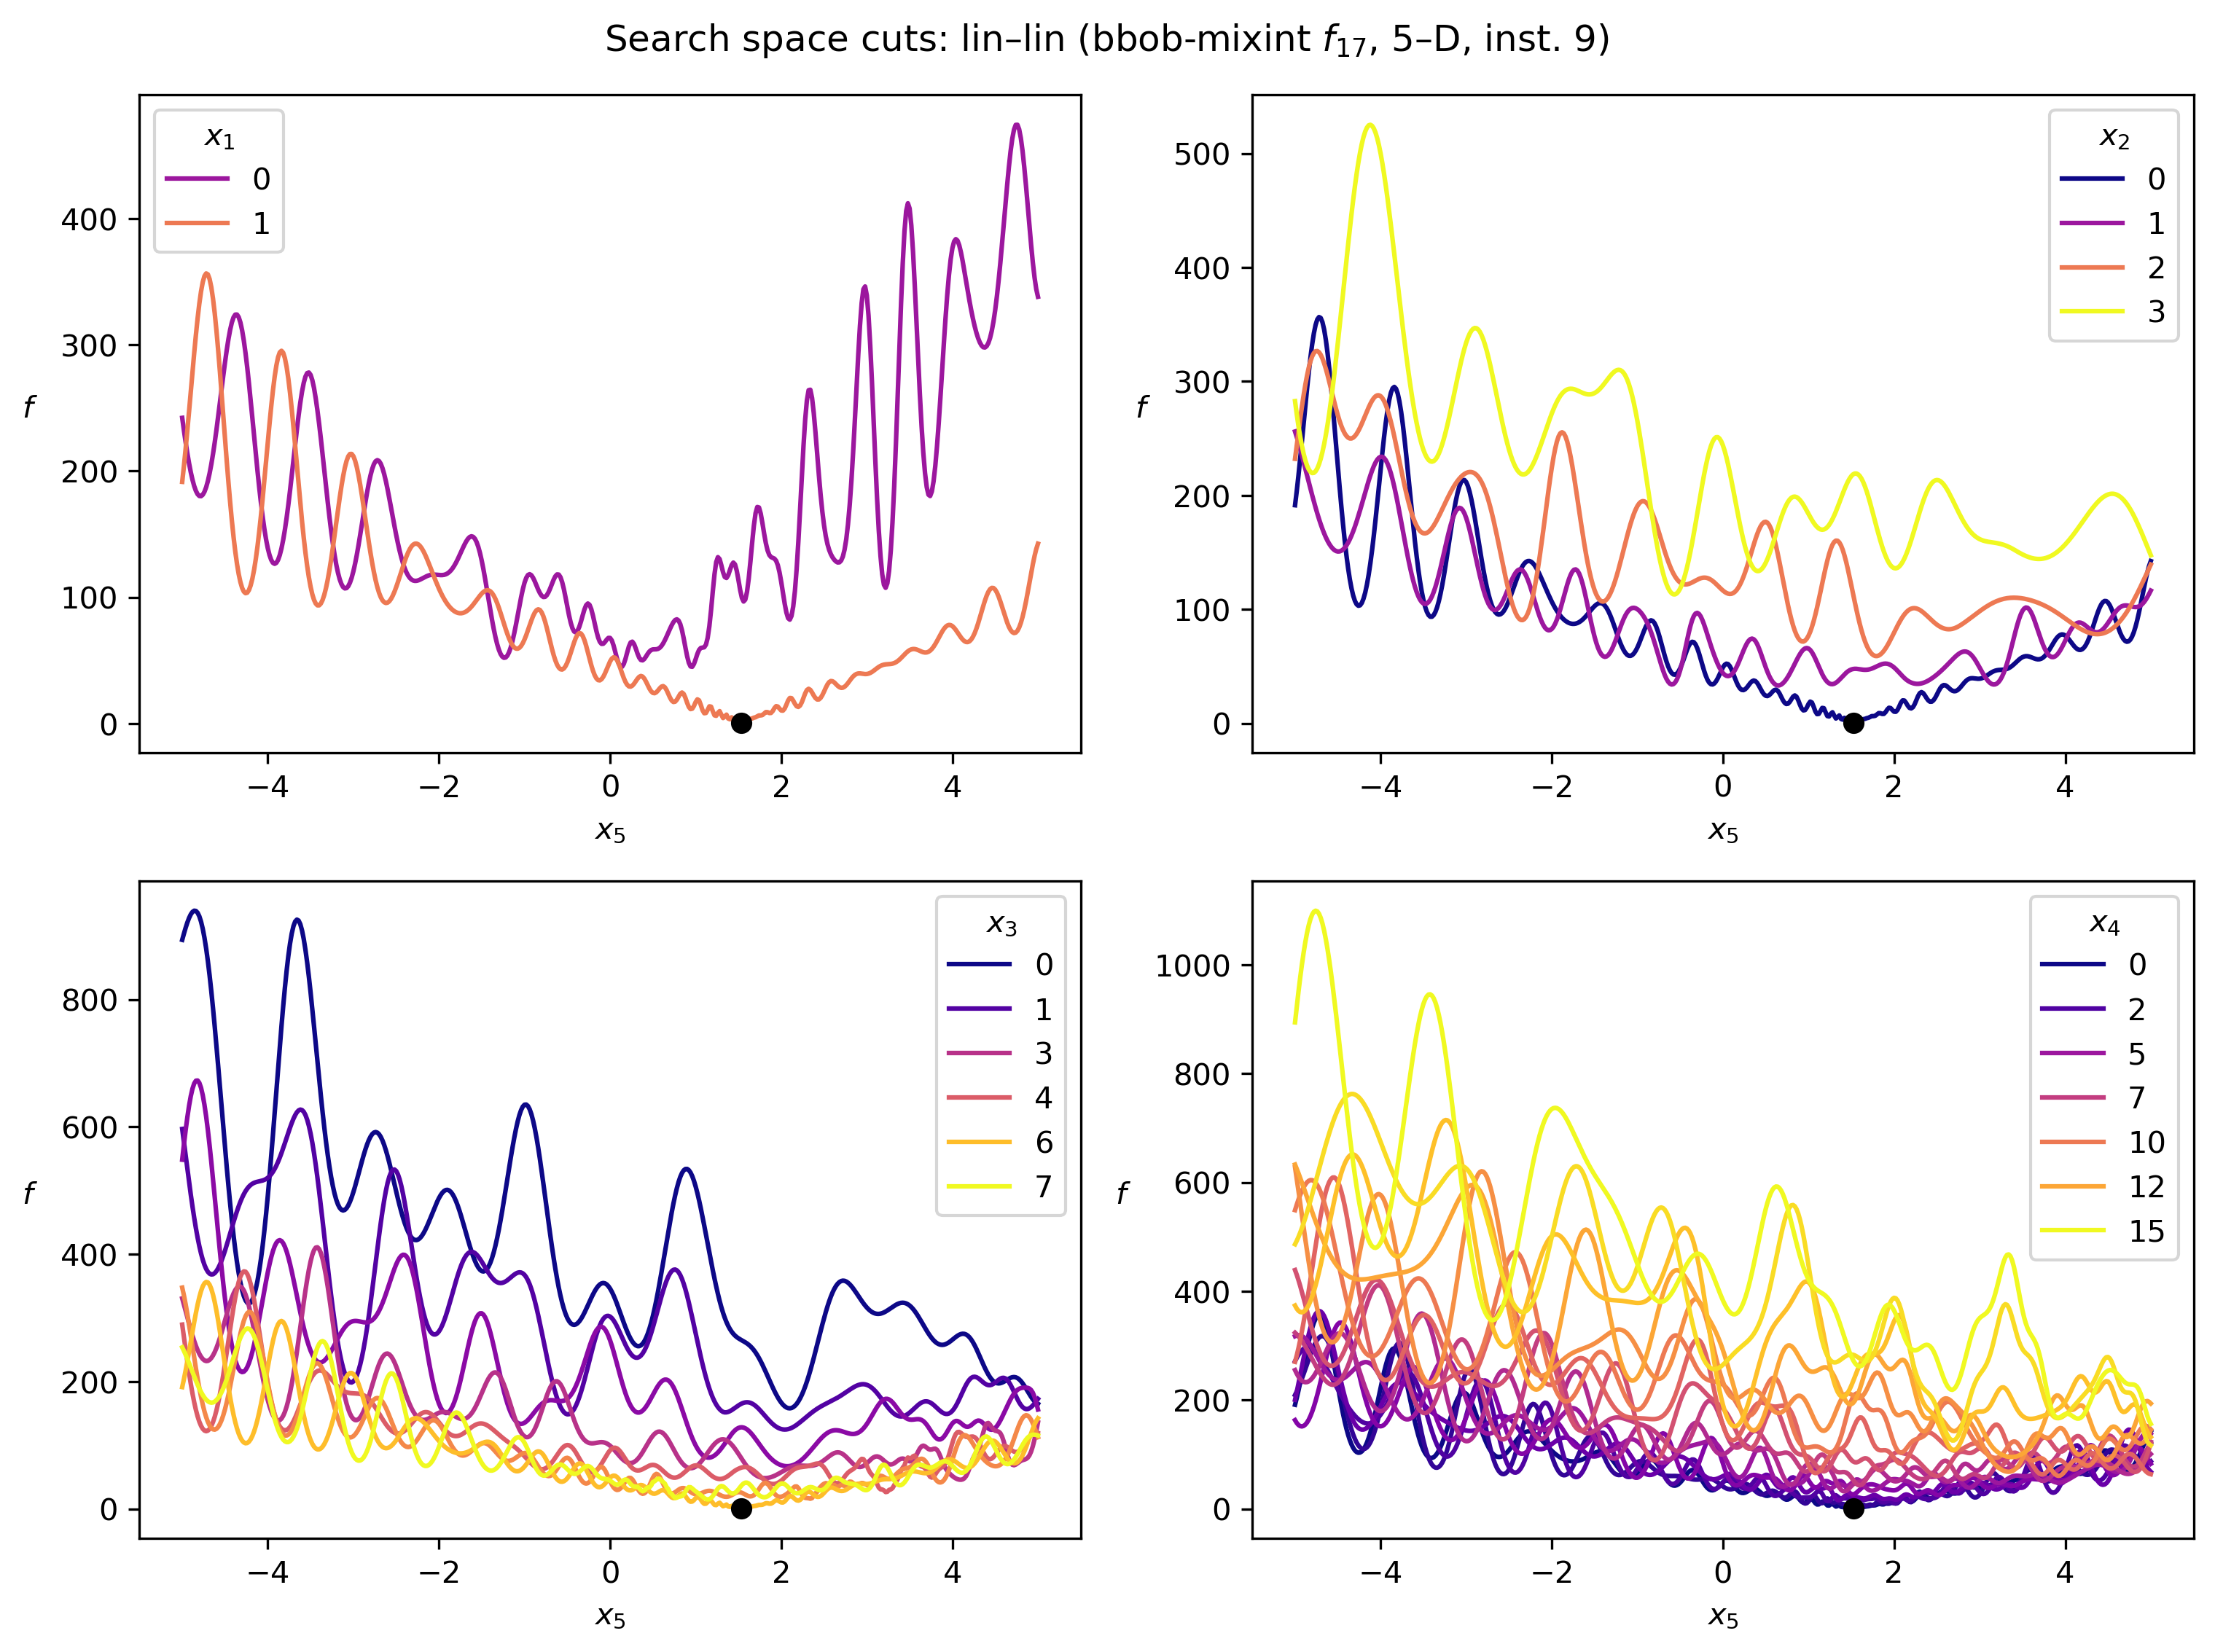 Search space cuts: lin–lin (bbob-mixint f17, 5–D, inst. 9)
x1
0
1
f
400
300
200
100
0
−4 −2 0 2 4
x5
x2
0
1
2
3
f
500
400
300
200
100
0
−4 −2 0 2 4
x5
x3
0
1
3
4
6
7
f
800
600
400
200
0
−4 −2 0 2 4
x5
x4
0
2
5
7
10
12
15
f
1000
800
600
400
200
0
−4 −2 0 2 4
x5